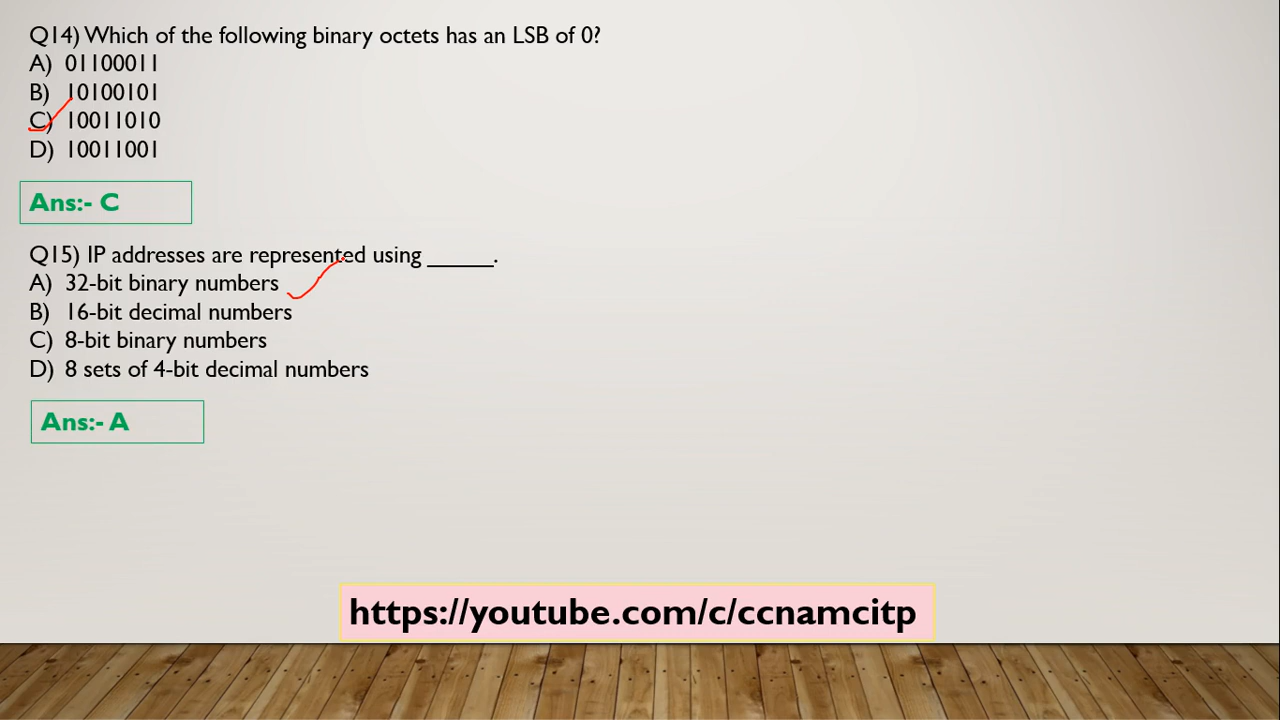 Q14) Which of the following binary octets has an LSB of 0?
A) 01100011
B) 10100101
C) 10011010
D) 10011001
Ans:- C
Q15) IP addresses are represented using ______.
A) 32-bit binary numbers
B) 16-bit decimal numbers
C) 8-bit binary numbers
D) 8 sets of 4-bit decimal numbers
Ans:- A
https://youtube.com/c/ccnamcitp